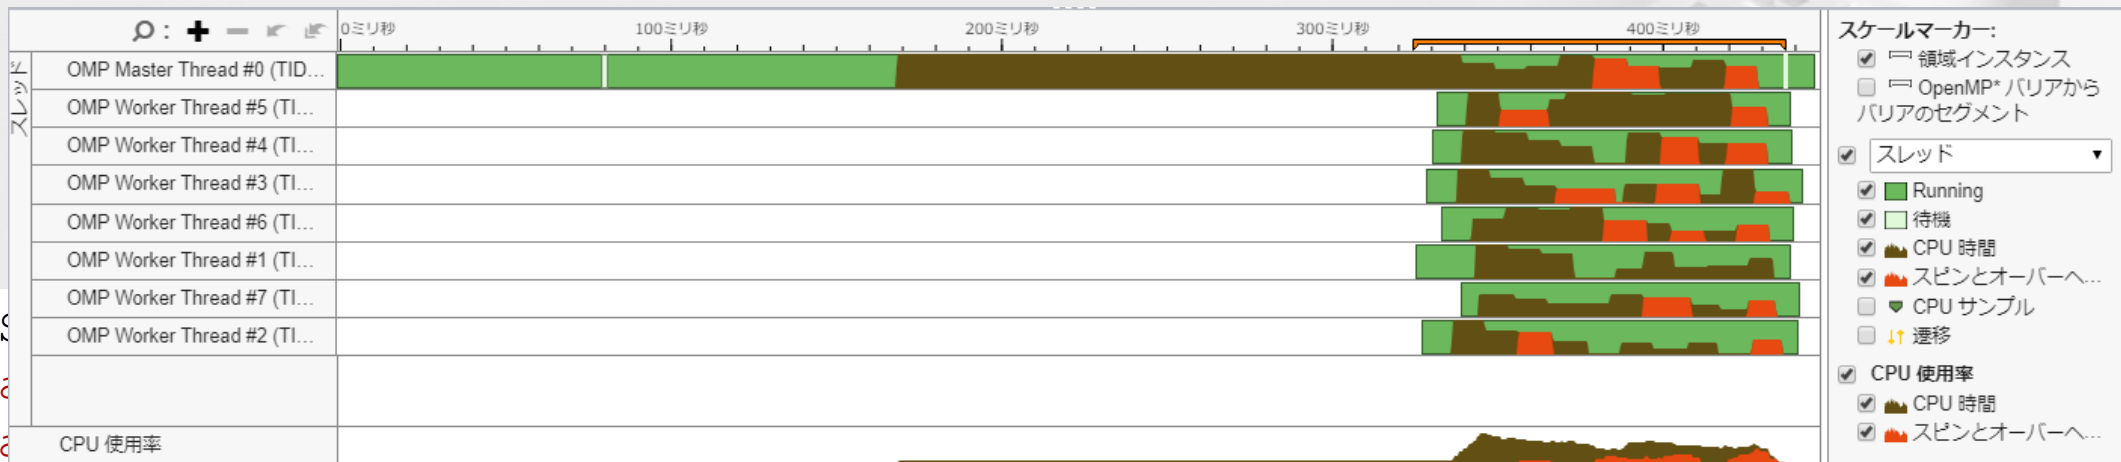 0ミリ秒 100ミリ秒 200ミリ秒 300ミリ秒 400ミリ秒
スレッド
OMP Master Thread #0 (TID...
OMP Worker Thread #5 (TI...
OMP Worker Thread #4 (TI...
OMP Worker Thread #3 (TI...
OMP Worker Thread #6 (TI...
OMP Worker Thread #1 (TI...
OMP Worker Thread #7 (TI...
OMP Worker Thread #2 (TI...
CPU 使用率
スケールマーカー:
領域インスタンス
OpenMP* バリアから
バリアのセグメント
スレッド
Running
待機
CPU 時間
スピンとオーバーヘ...
CPU サンプル
遷移
CPU 使用率
CPU 時間
スピンとオーバーヘ...